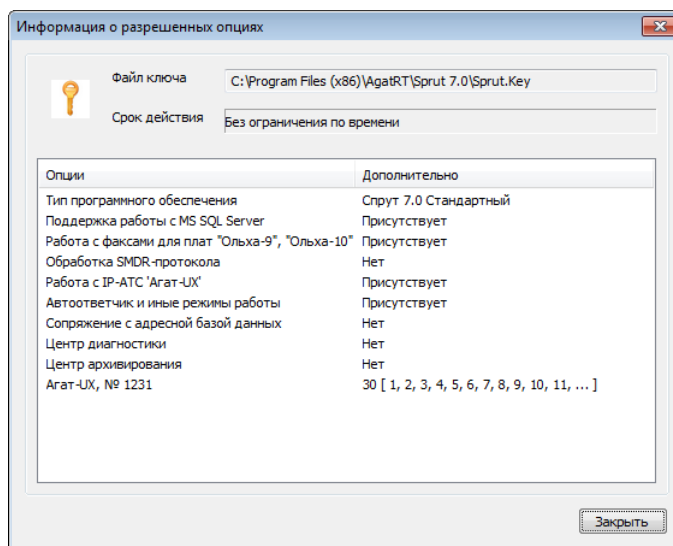 Информация о разрешенных опциях
Файл ключа C:\Program Files (x86)\AgatRT\Sprut 7.0\Sprut.Key
Срок действия Без ограничения по времени
Опции Дополнительно
Тип программного обеспечения Спрут 7.0 Стандартный
Поддержка работы с MS SQL Server Присутствует
Работа с факсами для плат "Ольха-9", "Ольха-10" Присутствует
Обработка SMDR-протокола Нет
Работа с IP-АТС 'Агат-UX' Присутствует
Автоответчик и иные режимы работы Присутствует
Сопряжение с адресной базой данных Нет
Центр диагностики Нет
Центр архивирования Нет
Агат-UX, № 1231 30 [ 1, 2, 3, 4, 5, 6, 7, 8, 9, 10, 11, ... ]
Закрыть